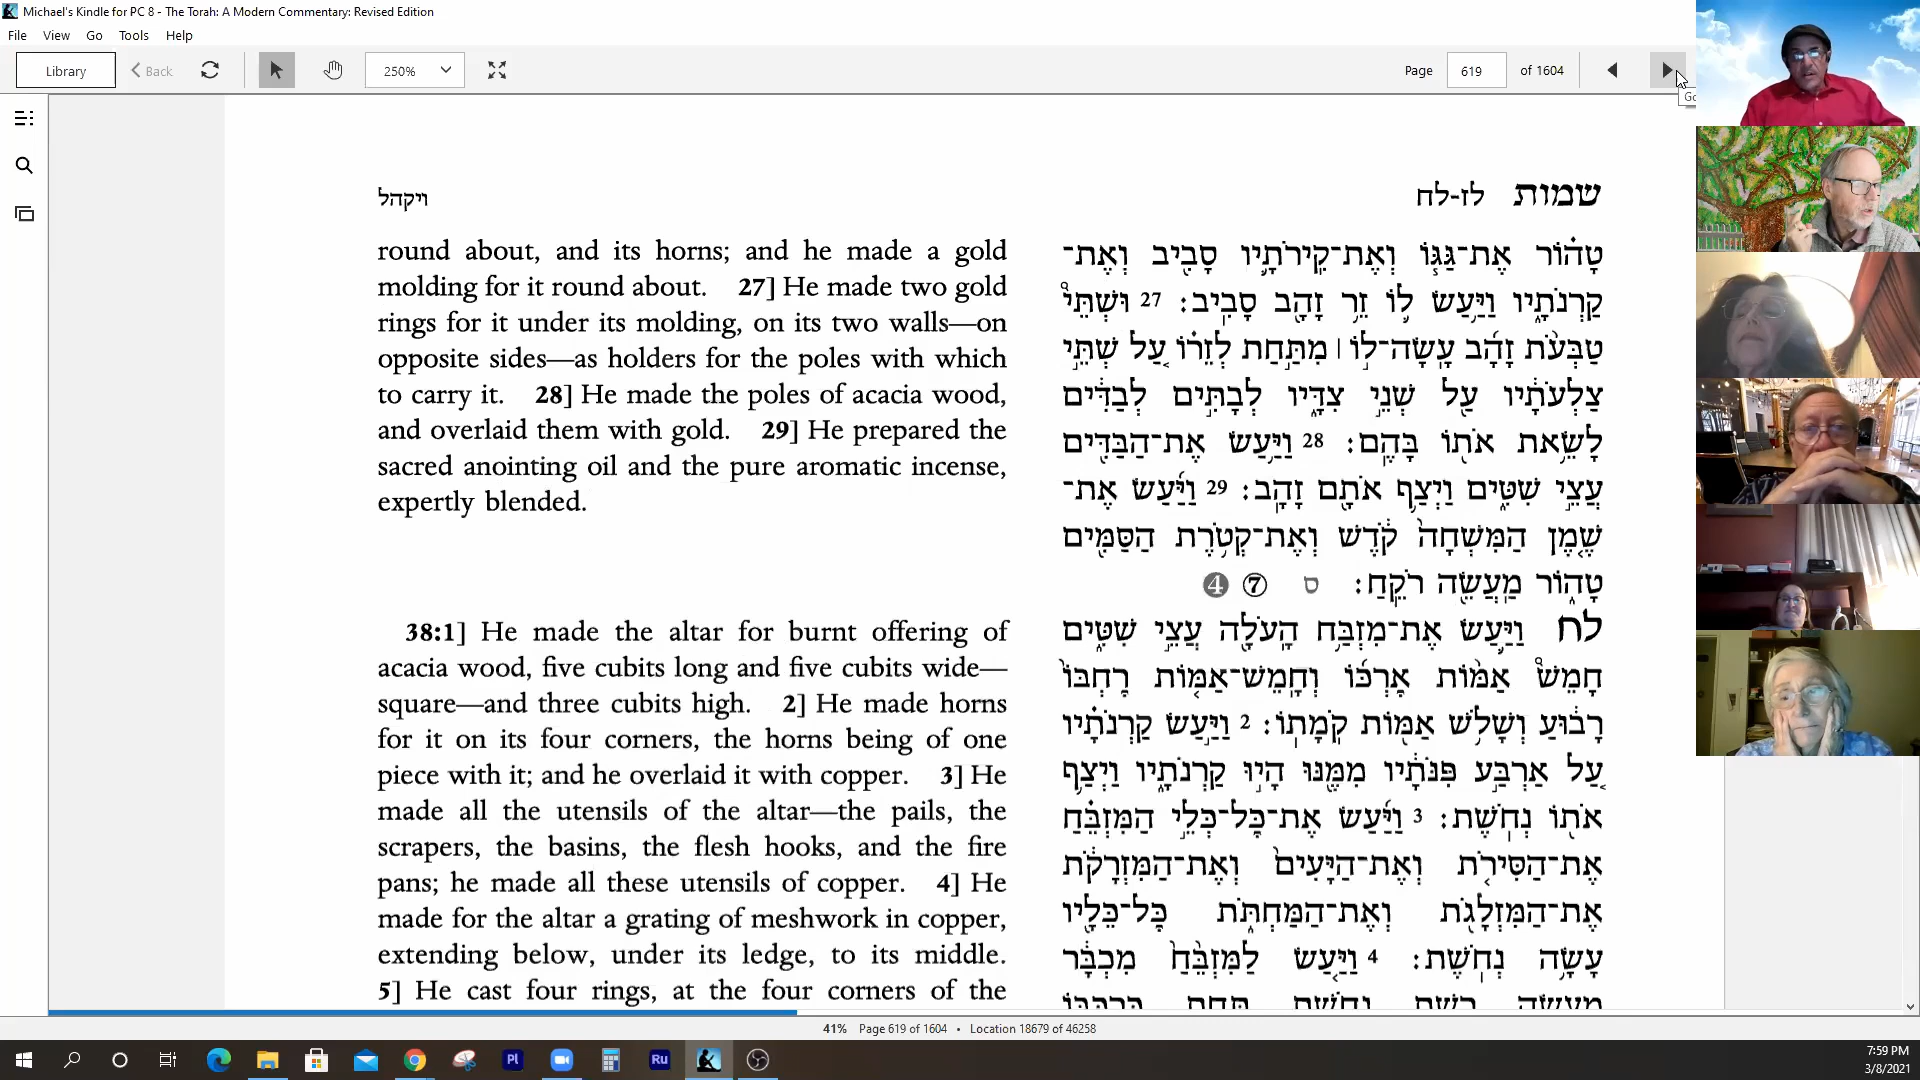 Michael's Kindle for PC 8 - The Torah: A Modern Commentary: Revised Edition
File View Go Tools Help
Library Back 250% Page 619 of 1604
Go
ויקהל
round about, and its horns; and he made a gold
molding for it round about. 27] He made two gold
rings for it under its molding, on its two walls—on
opposite sides—as holders for the poles with which
to carry it. 28] He made the poles of acacia wood,
and overlaid them with gold. 29] He prepared the
sacred anointing oil and the pure aromatic incense,
expertly blended.
38:1] He made the altar for burnt offering of
acacia wood, five cubits long and five cubits wide—
square—and three cubits high. 2] He made horns
for it on its four corners, the horns being of one
piece with it; and he overlaid it with copper. 3] He
made all the utensils of the altar—the pails, the
scrapers, the basins, the flesh hooks, and the fire
pans; he made all these utensils of copper. 4] He
made for the altar a grating of meshwork in copper,
extending below, under its ledge, to its middle.
5] He cast four rings, at the four corners of the
שמות לז-לח
טָה֗וֹר אֶת־גַּגּ֧וֹ וְאֶת־קִירֹתָ֛יו סָבִ֖יב וְאֶת־
קַרְנֹתָ֑יו וַיַּ֥עַשׂ ל֛וֹ זֵ֥ר זָהָ֖ב סָבִֽיב׃ 27 וּשְׁתֵּי֩
טַבְּעֹ֨ת זָהָ֜ב עָֽשָׂה־ל֣וֹ ׀ מִתַּ֣חַת לְזֵר֗וֹ עַ֚ל שְׁתֵּ֣י
צַלְעֹתָ֔יו עַ֖ל שְׁנֵ֣י צִדָּ֑יו לְבָתִּ֣ים לְבַדִּ֔ים
לָשֵׂ֥את אֹת֖וֹ בָּהֶֽם׃ 28 וַיַּ֥עַשׂ אֶת־הַבַּדִּ֖ים
עֲצֵ֣י שִׁטִּ֑ים וַיְצַ֥ף אֹתָ֖ם זָהָֽב׃ 29 וַיַּ֜עַשׂ אֶת־
שֶׁ֤מֶן הַמִּשְׁחָה֙ קֹ֔דֶשׁ וְאֶת־קְטֹ֥רֶת הַסַּמִּ֖ים
טָה֑וֹר מַעֲשֵׂ֖ה רֹקֵֽחַ׃ ס ⑦ ❹
לח וַיַּ֛עַשׂ אֶת־מִזְבַּ֥ח הָעֹלָ֖ה עֲצֵ֣י שִׁטִּ֑ים
חָמֵשׁ֩ אַמּ֨וֹת אׇרְכּ֜וֹ וְחָֽמֵשׁ־אַמּ֤וֹת רׇחְבּוֹ֙
רָב֔וּעַ וְשָׁלֹ֥שׁ אַמּ֖וֹת קֹמָתֽוֹ׃ 2 וַיַּ֣עַשׂ קַרְנֹתָ֗יו
עַ֚ל אַרְבַּ֣ע פִּנֹּתָ֔יו מִמֶּ֖נּוּ הָי֣וּ קַרְנֹתָ֑יו וַיְצַ֥ף
אֹת֖וֹ נְחֹֽשֶׁת׃ 3 וַיַּ֜עַשׂ אֶֽת־כׇּל־כְּלֵ֣י הַמִּזְבֵּ֗חַ
אֶת־הַסִּירֹ֤ת וְאֶת־הַיָּעִים֙ וְאֶת־הַמִּזְרָקֹ֔ת
אֶת־הַמִּזְלָגֹ֖ת וְאֶת־הַמַּחְתֹּ֑ת כׇּל־כֵּלָ֖יו
עָשָׂ֥ה נְחֹֽשֶׁת׃ 4 וַיַּ֤עַשׂ לַמִּזְבֵּ֙חַ֙ מִכְבָּ֔ר
מַעֲשֵׂ֖ה רֶ֣שֶׁת נְחֹ֑שֶׁת תַּ֧חַת כַּרְכֻּבּ֛וֹ
41% Page 619 of 1604 • Location 18679 of 46258
Pl Ru
7:59 PM
3/8/2021